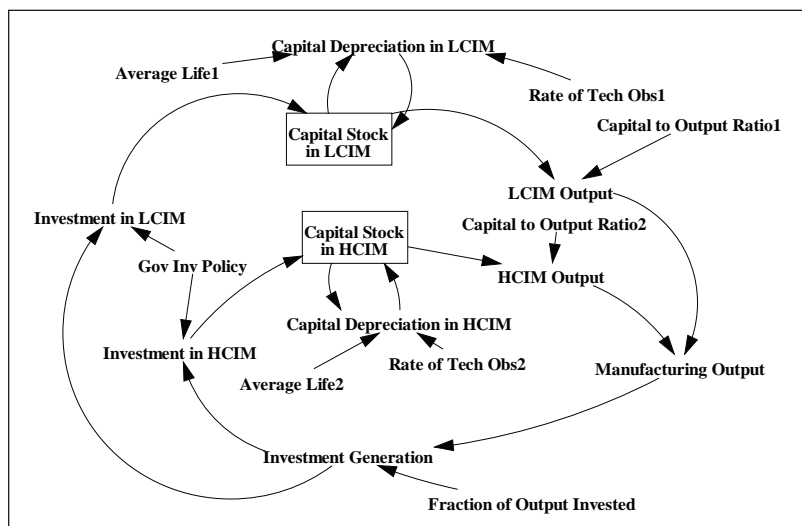 Capital Depreciation in LCIM
Average Life1
Rate of Tech Obs1
Capital to Output Ratio1
Capital Stock
in LCIM
LCIM Output
Investment in LCIM
Capital to Output Ratio2
Capital Stock
in HCIM
Gov Inv Policy
HCIM Output
Capital Depreciation in HCIM
Investment in HCIM
Rate of Tech Obs2
Manufacturing Output
Average Life2
Investment Generation
Fraction of Output Invested